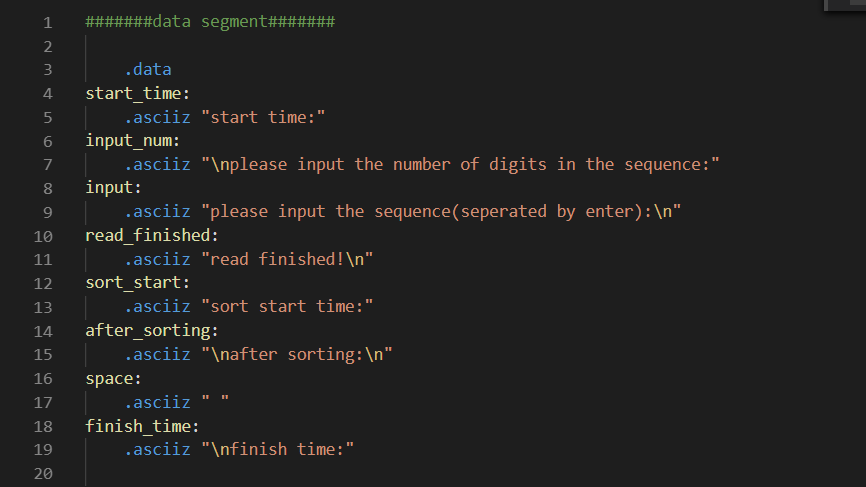 1 #######data segment#######
2
3 .data
4 start_time:
5 .asciiz "start time:"
6 input_num:
7 .asciiz "\nplease input the number of digits in the sequence:"
8 input:
9 .asciiz "please input the sequence(seperated by enter):\n"
10 read_finished:
11 .asciiz "read finished!\n"
12 sort_start:
13 .asciiz "sort start time:"
14 after_sorting:
15 .asciiz "\nafter sorting:\n"
16 space:
17 .asciiz " "
18 finish_time:
19 .asciiz "\nfinish time:"
20